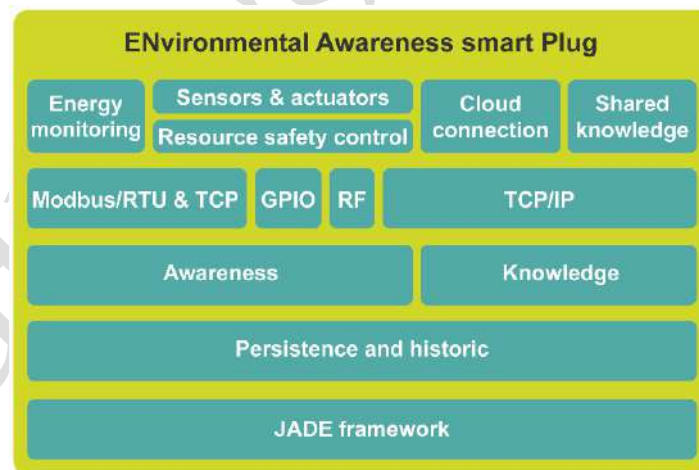 ENvironmental Awareness smart Plug
Energy
monitoring
Sensors & actuators
Resource safety control
Cloud
connection
Shared
knowledge
Modbus/RTU & TCP
GPIO
RF
TCP/IP
Awareness
Knowledge
Persistence and historic
JADE framework